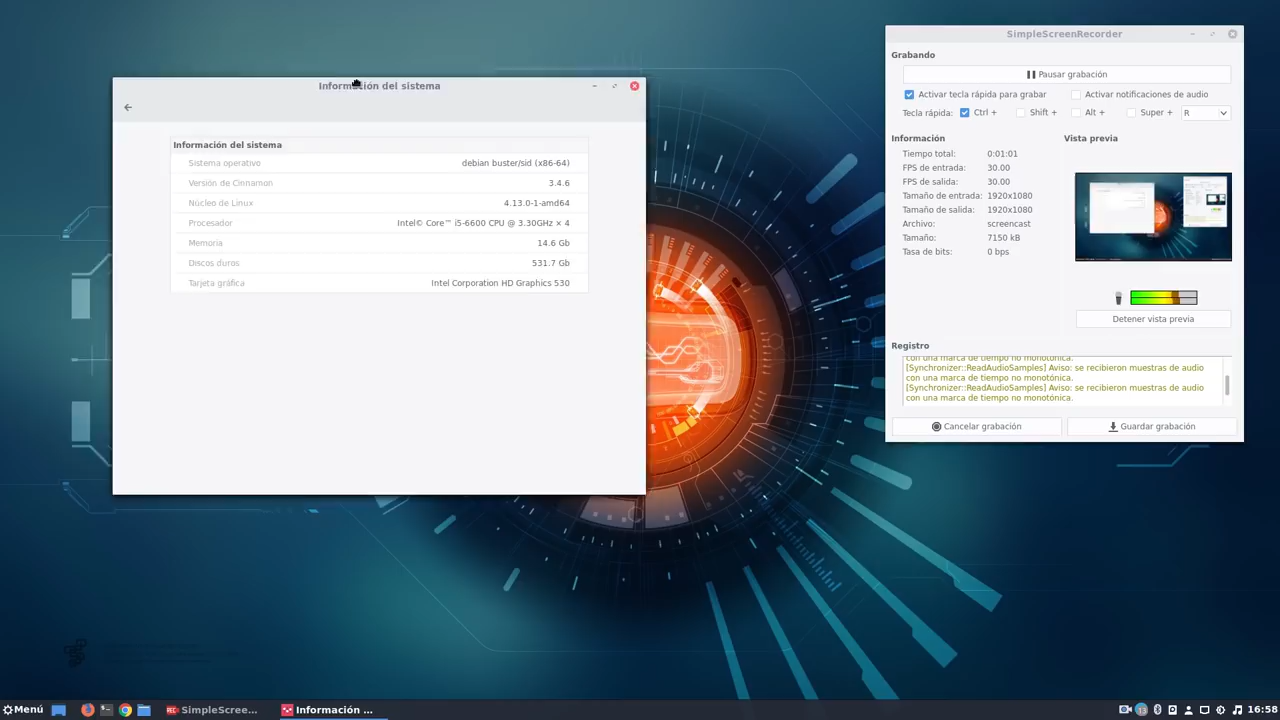 Información del sistema
Información del sistema
Sistema operativo debian buster/sid (x86-64)
Versión de Cinnamon 3.4.6
Núcleo de Linux 4.13.0-1-amd64
Procesador Intel© Core™ i5-6600 CPU @ 3.30GHz × 4
Memoria 14.6 Gb
Discos duros 531.7 Gb
Tarjeta gráfica Intel Corporation HD Graphics 530
SimpleScreenRecorder
Grabando
Pausar grabación
Activar tecla rápida para grabar Activar notificaciones de audio
Tecla rápida: Ctrl + Shift + Alt + Super + R
Información Vista previa
Tiempo total: 0:01:01
FPS de entrada: 30.00
FPS de salida: 30.00
Tamaño de entrada: 1920x1080
Tamaño de salida: 1920x1080
Archivo: screencast
Tamaño: 7150 kB
Tasa de bits: 0 bps
Detener vista previa
Registro
con una marca de tiempo no monotónica.
[Synchronizer::ReadAudioSamples] Aviso: se recibieron muestras de audio
con una marca de tiempo no monotónica.
[Synchronizer::ReadAudioSamples] Aviso: se recibieron muestras de audio
con una marca de tiempo no monotónica.
Cancelar grabación Guardar grabación
Menú SimpleScree... Información ... 16:58